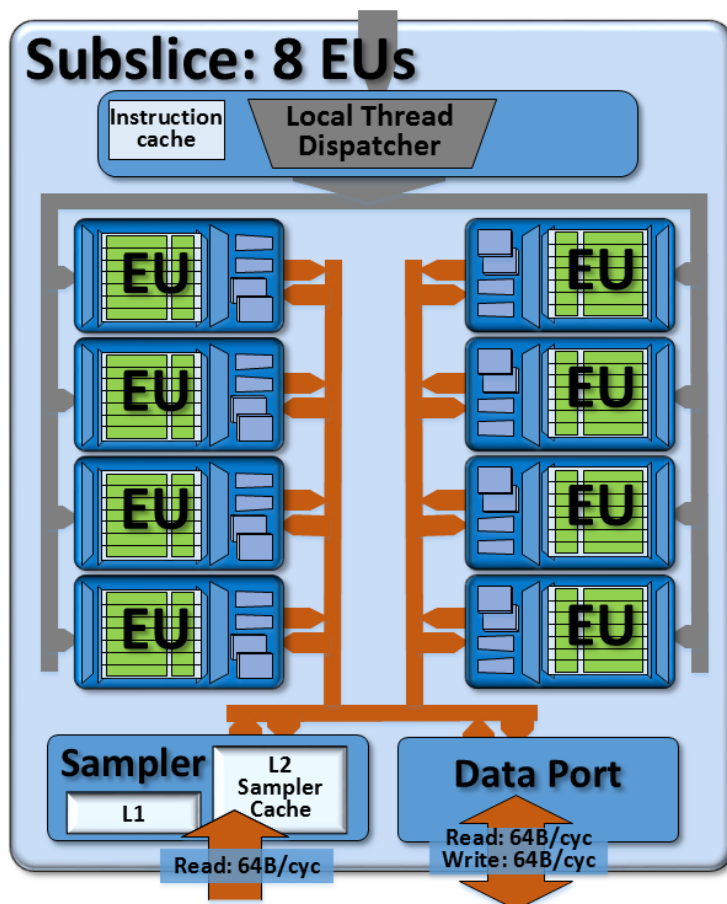 Subslice: 8 EUs
Instruction
cache
Local Thread
Dispatcher
EU
EU
EU
EU
EU
EU
EU
EU
Sampler
L1
L2
Sampler
Cache
Read: 64B/cyc
Data Port
Read: 64B/cyc
Write: 64B/cyc